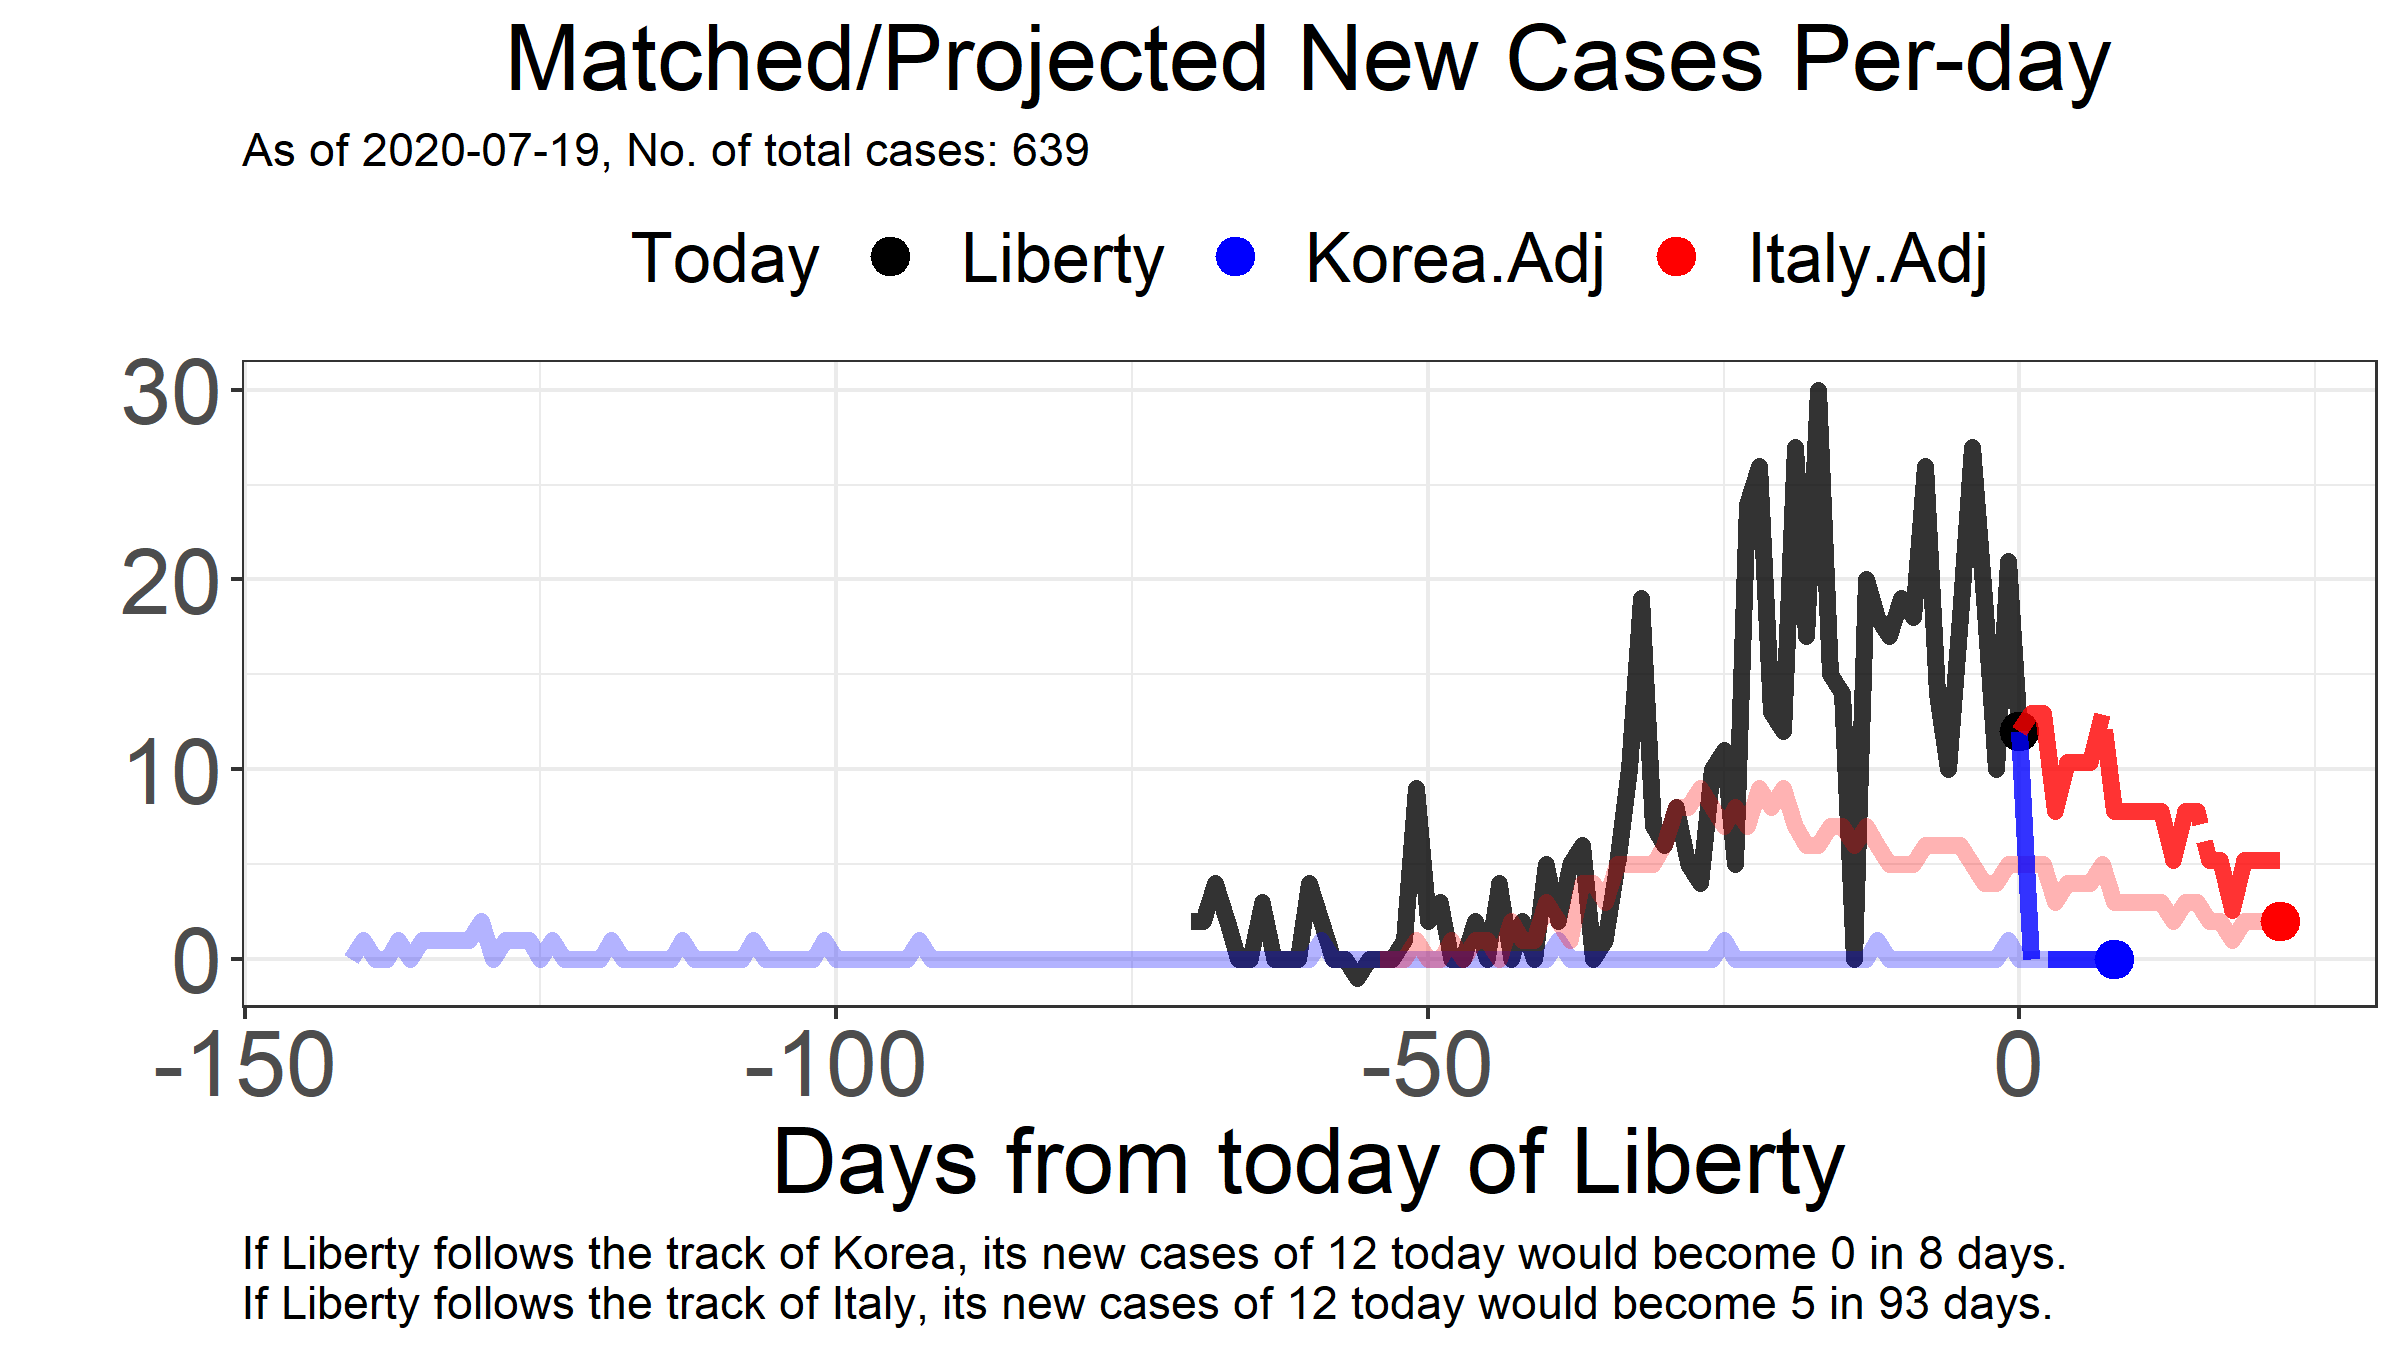 Matched/Projected New Cases Per-day
As of 2020-07-19, No. of total cases: 639
Today Liberty Korea.Adj Italy.Adj
30
20
10
0
-150 -100 -50 0
Days from today of Liberty
If Liberty follows the track of Korea, its new cases of 12 today would become 0 in 8 days.
If Liberty follows the track of Italy, its new cases of 12 today would become 5 in 93 days.